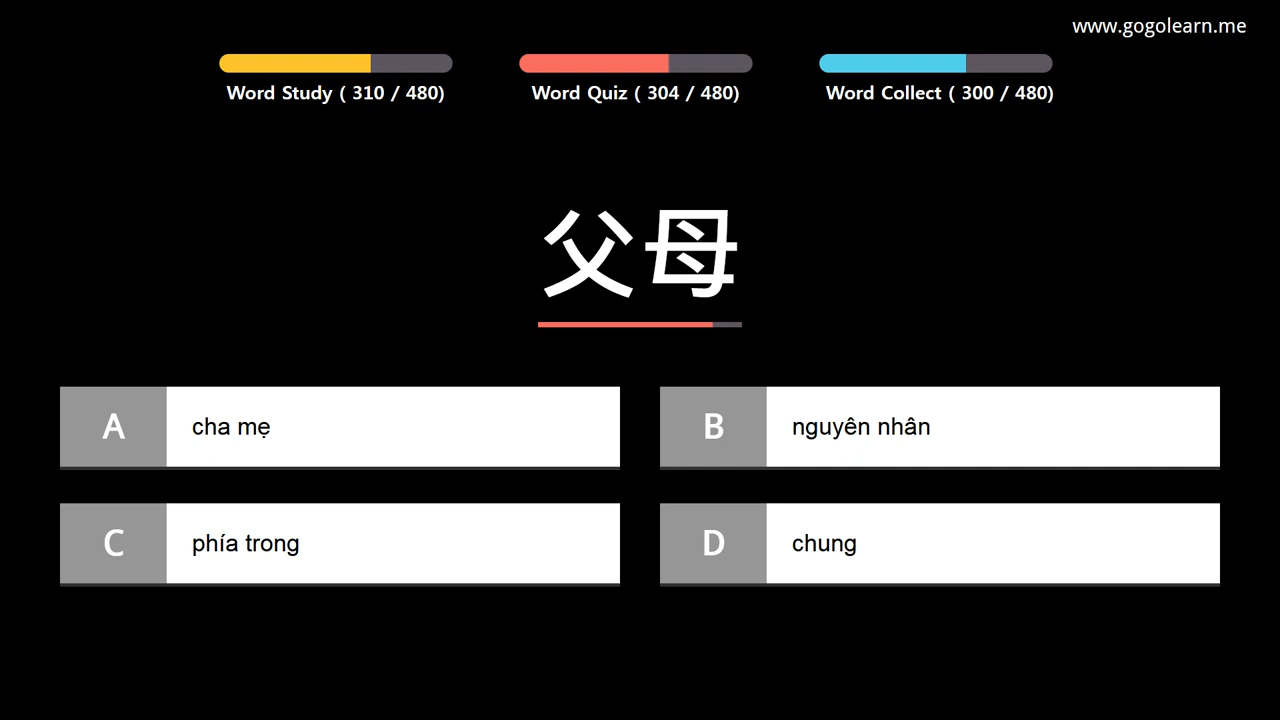 www.gogolearn.me
Word Study ( 310 / 480)
Word Quiz ( 304 / 480)
Word Collect ( 300 / 480)
父母
A cha mẹ
B nguyên nhân
C phía trong
D chung